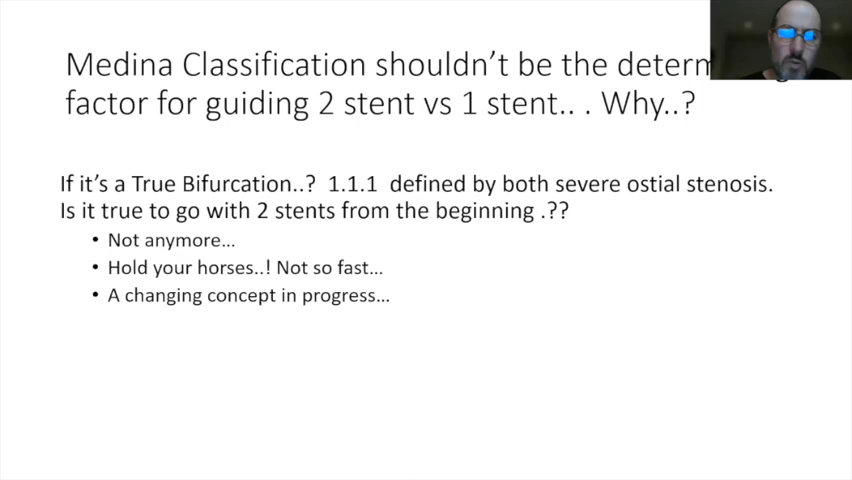 Medina Classification shouldn't be the
factor for guiding 2 stent vs 1 stent.. . Why..?
If it's a True Bifurcation..? 1.1.1 defined by both severe ostial stenosis.
Is it true to go with 2 stents from the beginning .??
• Not anymore...
• Hold your horses..! Not so fast...
• A changing concept in progress...